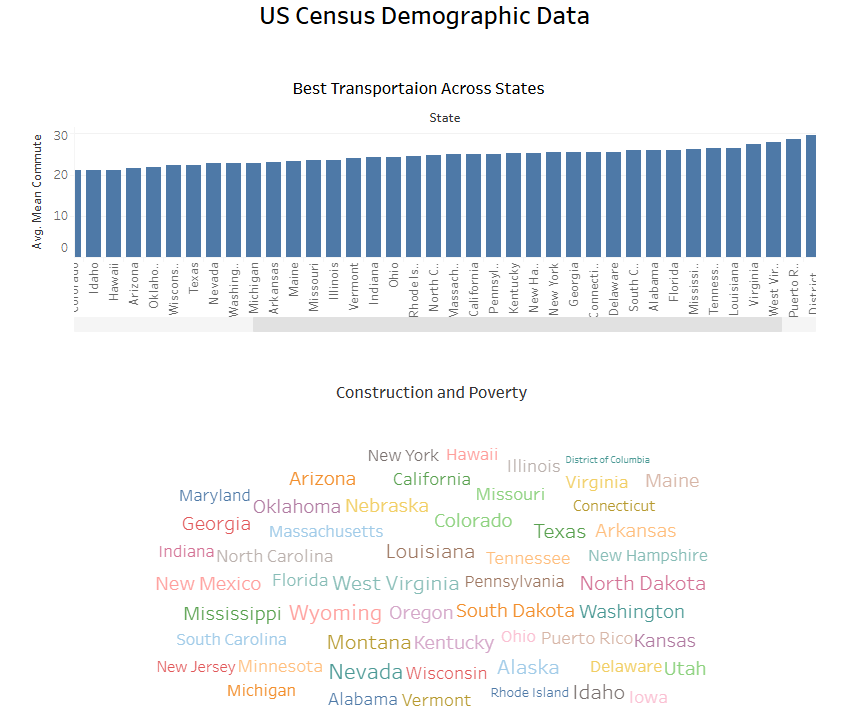 US Census Demographic Data
Best Transportaion Across States
State
Avg. Mean Commute
30
20
10
0
Colorado
Idaho
Hawaii
Arizona
Oklaho..
Wiscons..
Texas
Nevada
Washing..
Michigan
Arkansas
Maine
Missouri
Illinois
Vermont
Indiana
Ohio
Rhode Is..
North C..
Massach..
California
Pennsyl..
Kentucky
New Ha..
New York
Georgia
Connecti..
Delaware
South C..
Alabama
Florida
Mississi..
Tenness..
Louisiana
Virginia
West Vir..
Puerto R..
District
Construction and Poverty
New York Hawaii Illinois District of Columbia
Arizona California Virginia Maine
Maryland Oklahoma Nebraska Missouri Connecticut
Georgia Massachusetts Colorado Texas Arkansas
Indiana North Carolina Louisiana Tennessee New Hampshire
New Mexico Florida West Virginia Pennsylvania North Dakota
Mississippi Wyoming Oregon South Dakota Washington
South Carolina Montana Kentucky Ohio Puerto Rico Kansas
New Jersey Minnesota Nevada Wisconsin Alaska Delaware Utah
Michigan Alabama Vermont Rhode Island Idaho Iowa